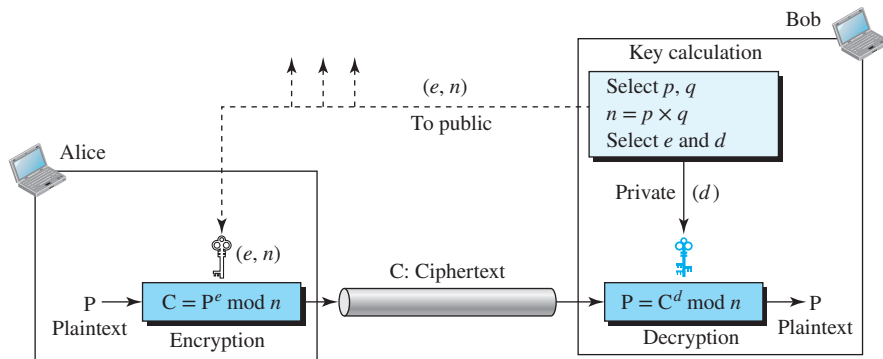 Bob
Key calculation
Select p, q
n = p × q
Select e and d
(e, n)
To public
Alice
Private (d)
(e, n)
C: Ciphertext
P
Plaintext
C = P^e mod n
Encryption
P = C^d mod n
Decryption
P
Plaintext